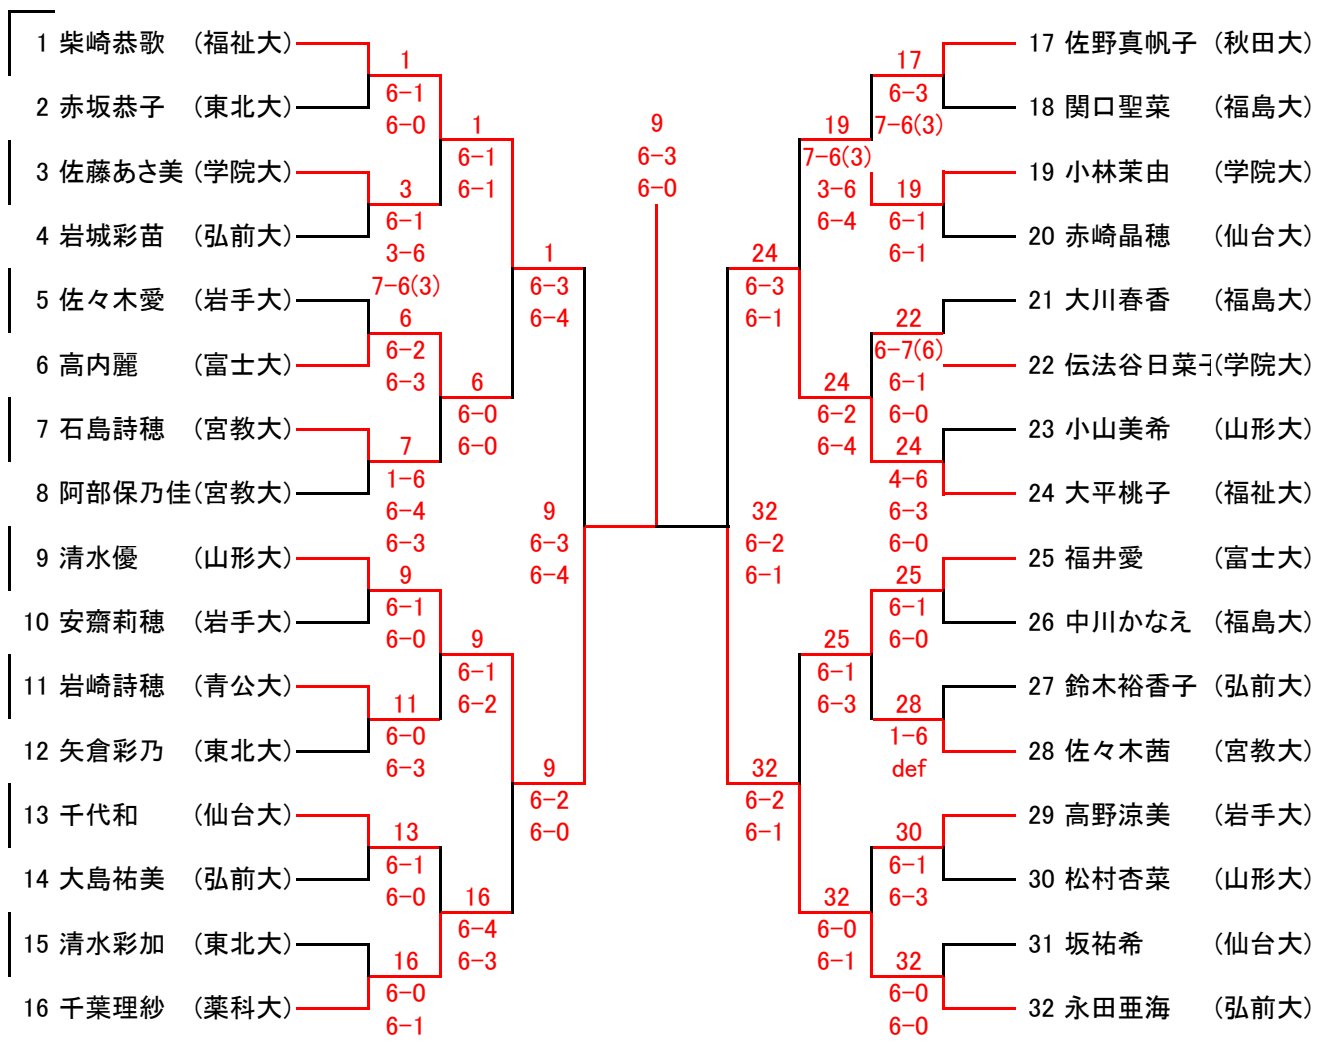 1 柴崎恭歌 (福祉大)
2 赤坂恭子 (東北大)
3 佐藤あさ美 (学院大)
4 岩城彩苗 (弘前大)
5 佐々木愛 (岩手大)
6 高内麗 (富士大)
7 石島詩穂 (宮教大)
8 阿部保乃佳 (宮教大)
9 清水優 (山形大)
10 安齋莉穂 (岩手大)
11 岩崎詩穂 (青公大)
12 矢倉彩乃 (東北大)
13 千代和 (仙台大)
14 大島祐美 (弘前大)
15 清水彩加 (東北大)
16 千葉理紗 (薬科大)
1
6-1
6-0
3
6-1
3-6
7-6(3)
6
6-2
6-3
7
1-6
6-4
6-3
9
6-1
6-0
11
6-0
6-3
13
6-1
6-0
16
6-0
6-1
1
6-1
6-1
6
6-0
6-0
9
6-1
6-2
16
6-4
6-3
1
6-3
6-4
9
6-2
6-0
9
6-3
6-4
9
6-3
6-0
32
6-2
6-1
24
6-3
6-1
32
6-2
6-1
19
7-6(3)
3-6
6-4
24
6-2
6-4
25
6-1
6-3
32
6-0
6-1
17
6-3
7-6(3)
19
6-1
6-1
22
6-7(6)
6-1
6-0
24
4-6
6-3
6-0
25
6-1
6-0
28
1-6
def
30
6-1
6-3
32
6-0
6-0
17 佐野真帆子 (秋田大)
18 関口聖菜 (福島大)
19 小林茉由 (学院大)
20 赤崎晶穂 (仙台大)
21 大川春香 (福島大)
22 伝法谷日菜子 (学院大)
23 小山美希 (山形大)
24 大平桃子 (福祉大)
25 福井愛 (富士大)
26 中川かなえ (福島大)
27 鈴木裕香子 (弘前大)
28 佐々木茜 (宮教大)
29 高野涼美 (岩手大)
30 松村杏菜 (山形大)
31 坂祐希 (仙台大)
32 永田亜海 (弘前大)